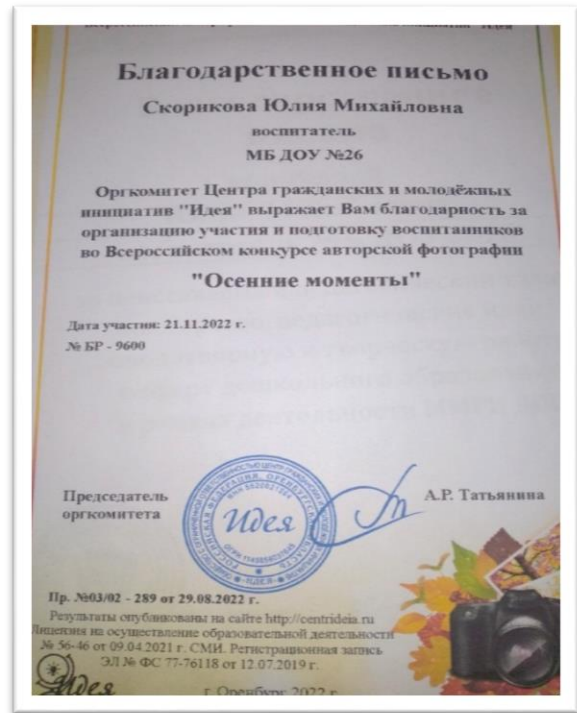 Благодарственное письмо
Скорикова Юлия Михайловна
воспитатель
МБ ДОУ №26
Оргкомитет Центра гражданских и молодёжных
инициатив "Идея" выражает Вам благодарность за
организацию участия и подготовку воспитанников
во Всероссийском конкурсе авторской фотографии
"Осенние моменты"
Дата участия: 21.11.2022 г.
№ БР - 9600
Председатель
оргкомитета
Идея
А.Р. Татьянина
Пр. №03/02 - 289 от 29.08.2022 г.
Результаты опубликованы на сайте http://centrideia.ru
Лицензия на осуществление образовательной деятельности
№ 56-46 от 09.04.2021 г. СМИ. Регистрационная запись
ЭЛ № ФС 77-76118 от 12.07.2019 г.
Идея
г. Оренбург 2022 г.